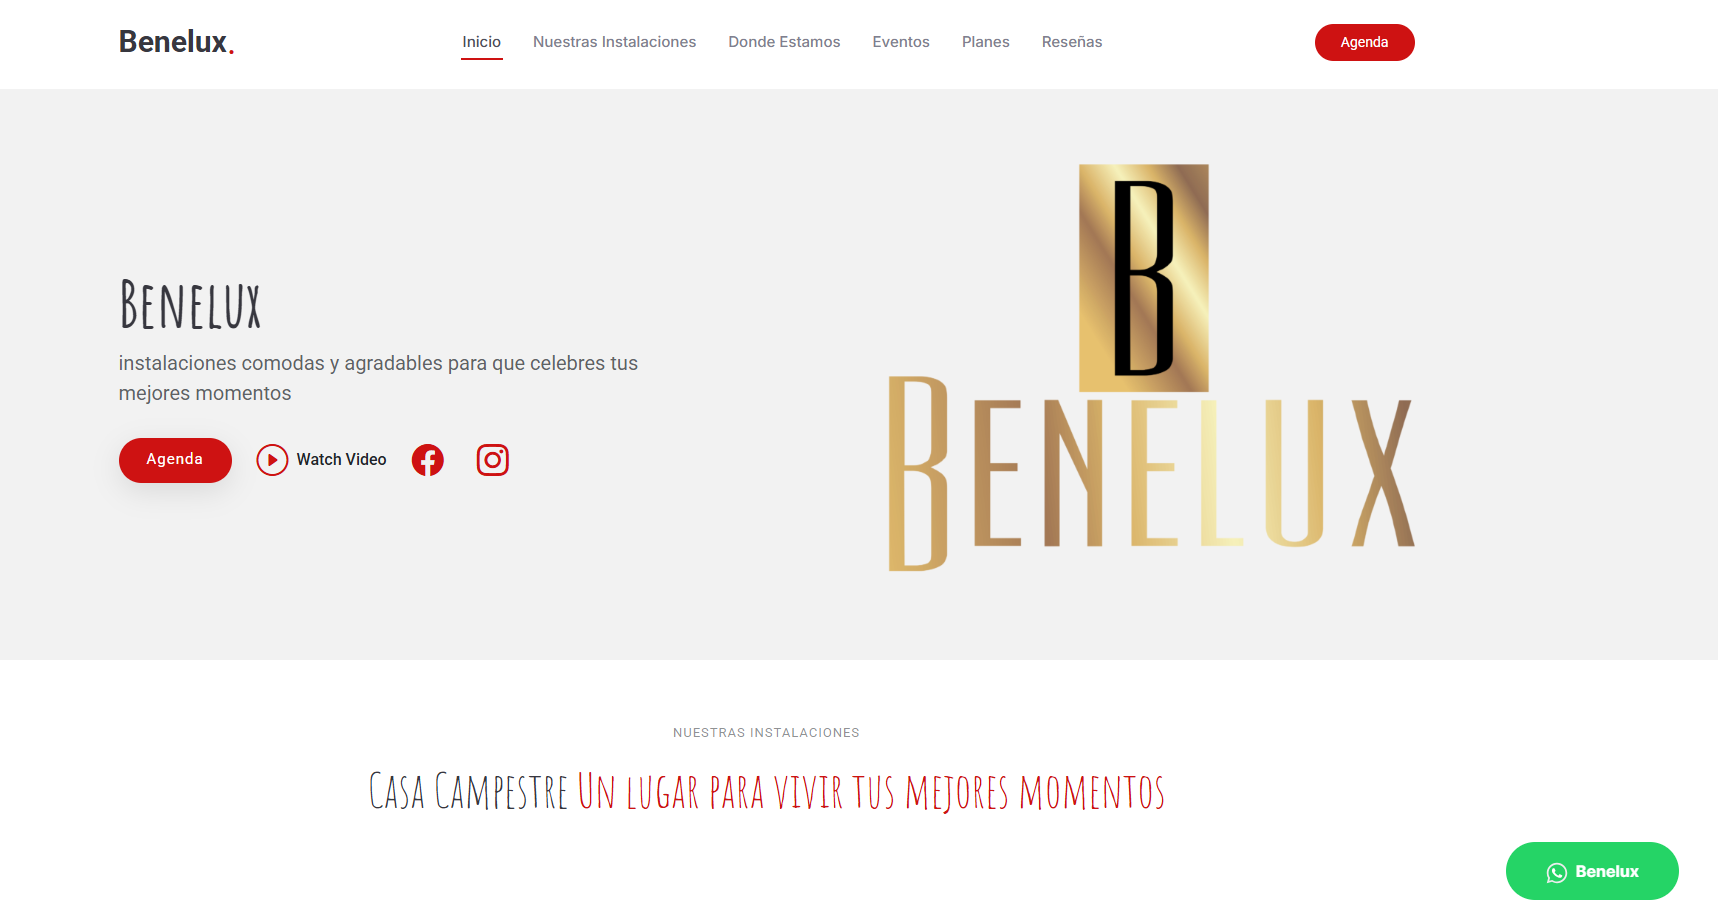 Benelux.
Inicio Nuestras Instalaciones Donde Estamos Eventos Planes Reseñas
Agenda
B
Benelux
Benelux
instalaciones comodas y agradables para que celebres tus
mejores momentos
Agenda
Watch Video
NUESTRAS INSTALACIONES
Casa Campestre Un lugar para vivir tus mejores momentos
Benelux